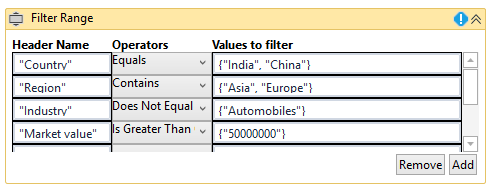 Filter Range
Header Name Operators Values to filter
"Country" Equals {"India", "China"}
"Region" Contains {"Asia", "Europe"}
"Industry" Does Not Equal {"Automobiles"}
"Market value" Is Greater Than {"50000000"}
Remove Add